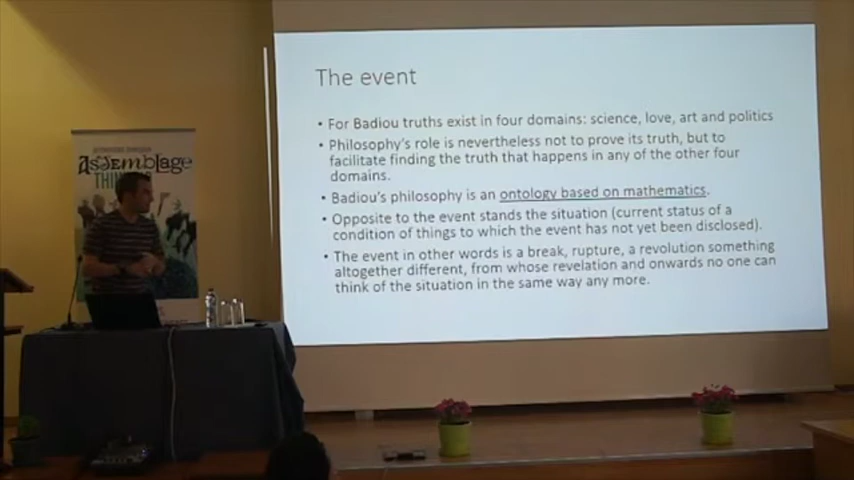 AssemblAge
THIN
The event
• For Badiou truths exist in four domains: science, love, art and politics
• Philosophy's role is nevertheless not to prove its truth, but to
facilitate finding the truth that happens in any of the other four
domains.
• Badiou's philosophy is an ontology based on mathematics.
• Opposite to the event stands the situation (current status of a
condition of things to which the event has not yet been disclosed).
• The event in other words is a break, rupture, a revolution something
altogether different, from whose revelation and onwards no one can
think of the situation in the same way any more.